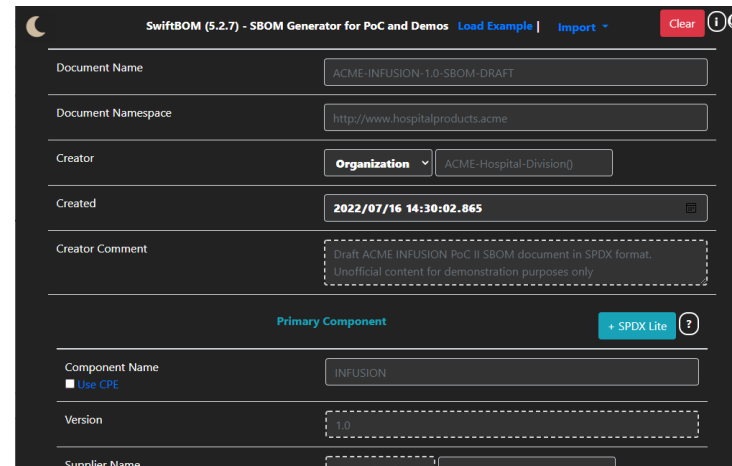 SwiftBOM (5.2.7) - SBOM Generator for PoC and Demos Load Example | Import Clear i
Document Name ACME-INFUSION-1.0-SBOM-DRAFT
Document Namespace http://www.hospitalproducts.acme
Creator Organization ACME-Hospital-Division()
Created 2022/07/16 14:30:02.865
Creator Comment Draft ACME INFUSION PoC II SBOM document in SPDX format.
Unofficial content for demonstration purposes only
Primary Component + SPDX Lite ?
Component Name INFUSION
Use CPE
Version 1.0
Supplier Name